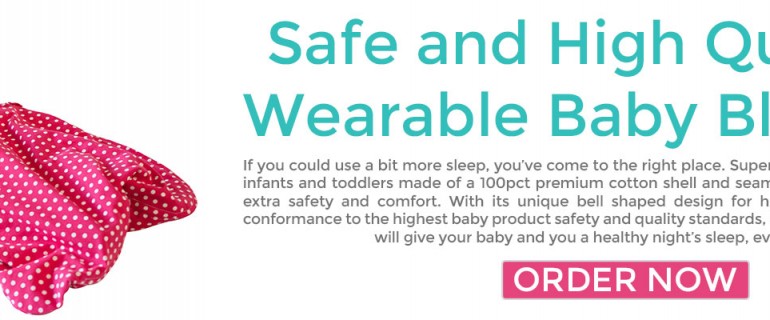 Safe and High Qu
Wearable Baby Bl
If you could use a bit more sleep, you’ve come to the right place. Super
infants and toddlers made of a 100pct premium cotton shell and seam
extra safety and comfort. With its unique bell shaped design for h
conformance to the highest baby product safety and quality standards,
will give your baby and you a healthy night’s sleep, ev
ORDER NOW